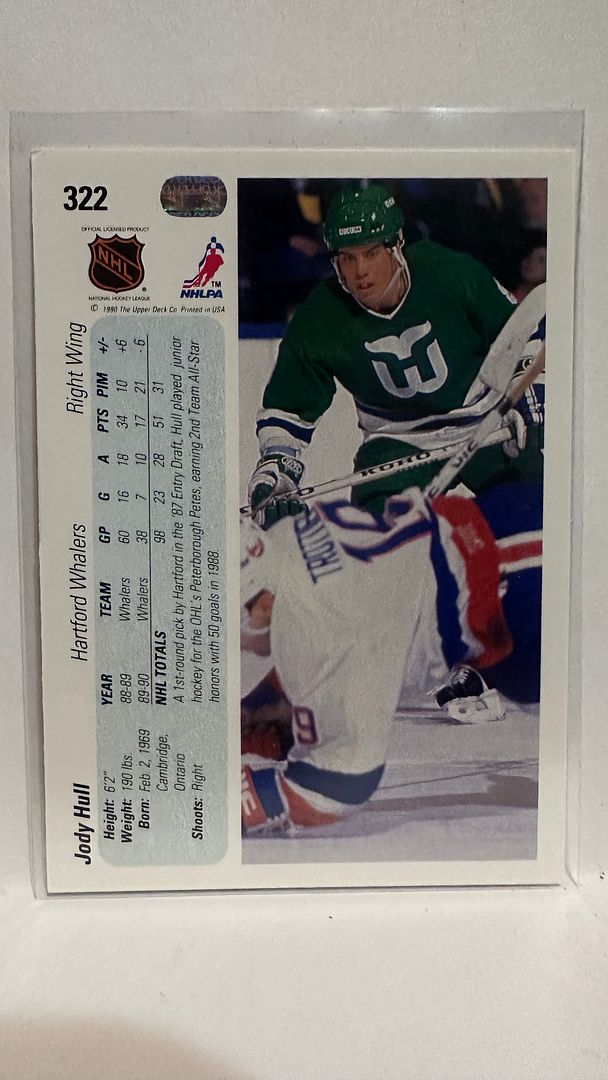 322
OFFICIAL LICENSED PRODUCT
NHL
®
NATIONAL HOCKEY LEAGUE
TM
NHLPA
© 1990 The Upper Deck Co. Printed in USA
Jody Hull Hartford Whalers Right Wing
Height: 6'2"
Weight: 190 lbs.
Born: Feb. 2, 1969
Cambridge,
Ontario
Shoots: Right
YEAR TEAM GP G A PTS PIM +/-
88-89 Whalers 60 16 18 34 10 +6
89-90 Whalers 38 7 10 17 21 -6
NHL TOTALS 98 23 28 51 31
A 1st-round pick by Hartford in the '87 Entry Draft, Hull played junior
hockey for the OHL's Peterborough Petes, earning 2nd Team All-Star
honors with 50 goals in 1988.
W
KOHO
TROTTI
19
9